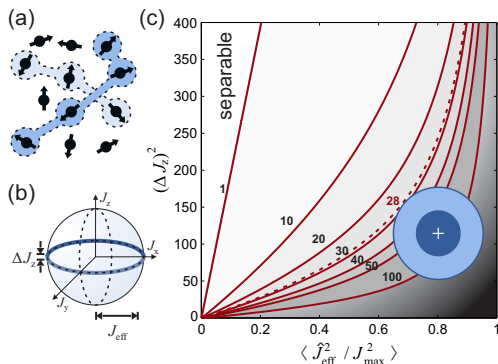 (a)
(b)
J_z
J_x
J_y
ΔJ_z
J_eff
(c)
400
350
300
250
200
150
100
50
0
(ΔJ_z)^2
separable
1
10
20
28
30
40
50
100
0
0.2
0.4
0.6
0.8
1
⟨ Ĵ_eff^2 / J_max^2 ⟩